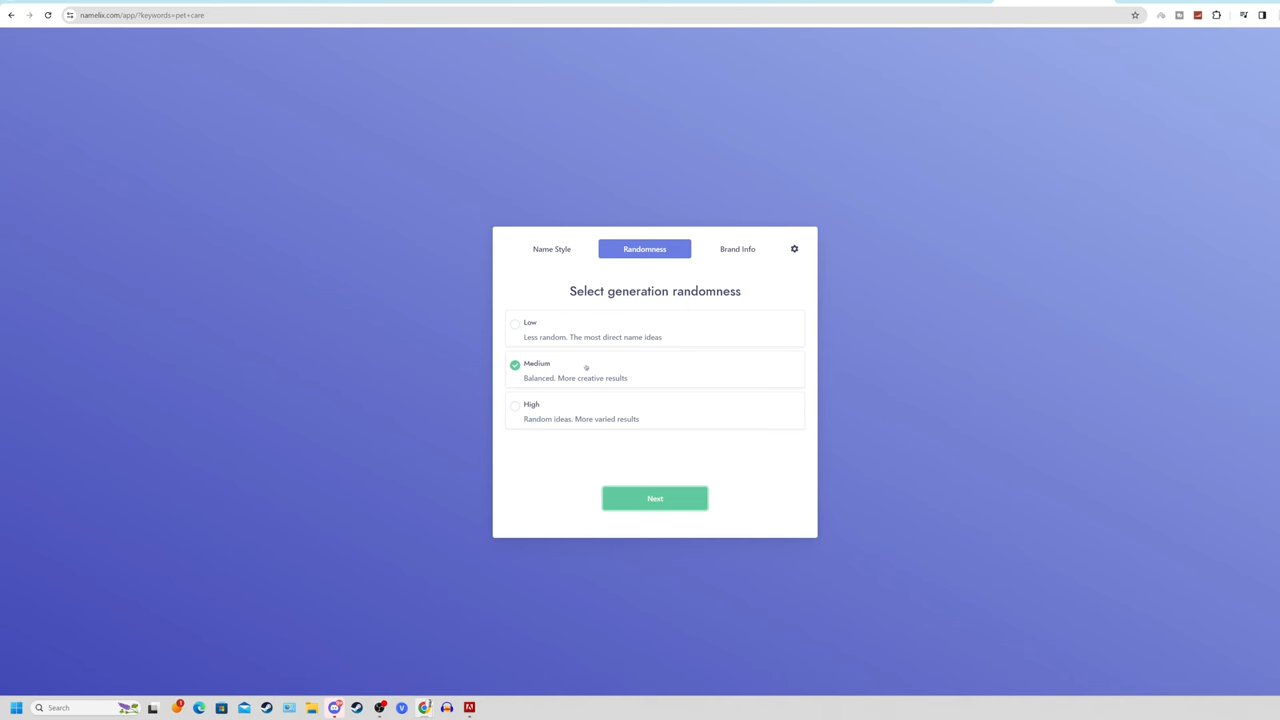 namelix.com/app/?keywords=pet+care
Name Style
Randomness
Brand Info
Select generation randomness
Low
Less random. The most direct name ideas
Medium
Balanced. More creative results
High
Random ideas. More varied results
Next
Search